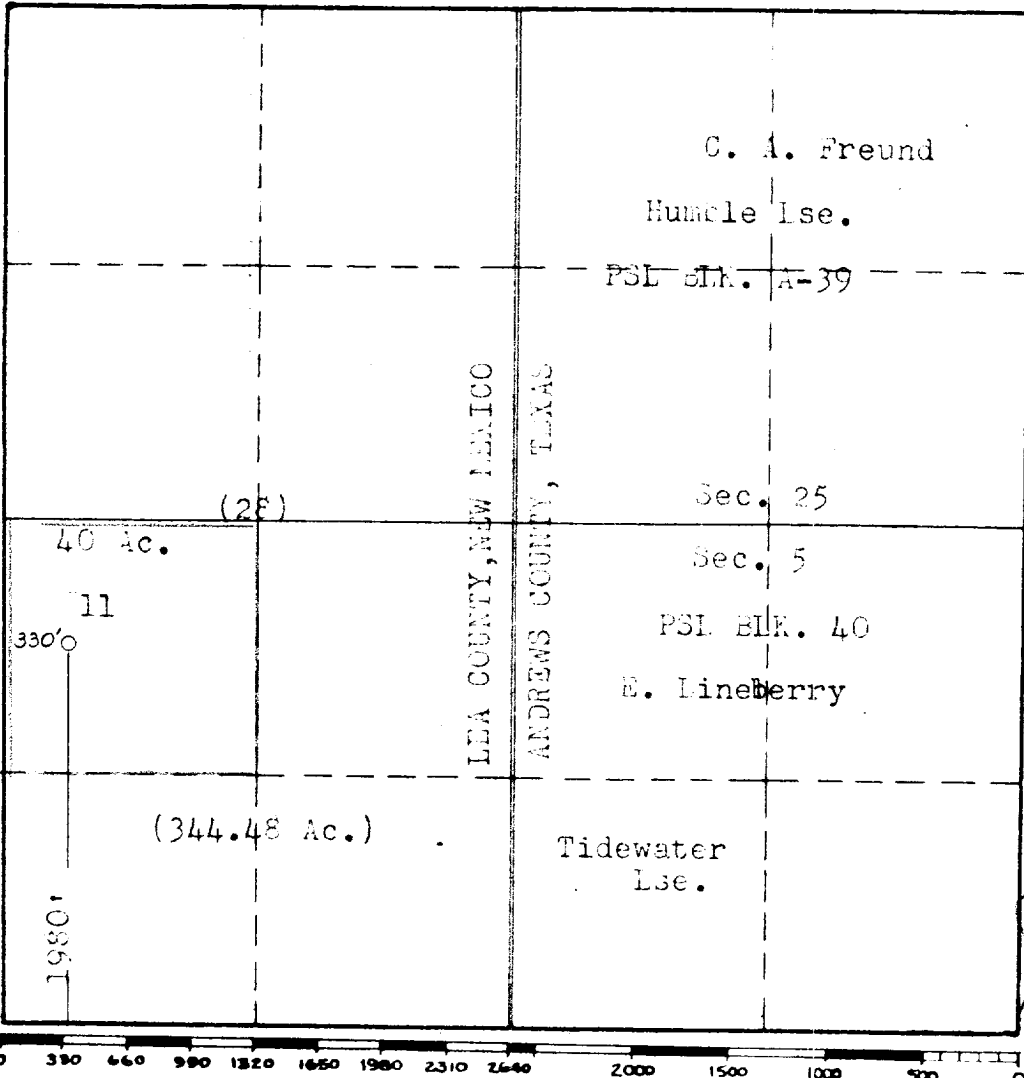 C. A. Freund
Humble Lse.
PSL BLK. A-39
LEA COUNTY, NEW MEXICO
ANDREWS COUNTY, TEXAS
(28)
Sec. 25
40 Ac.
Sec. 5
11
330'
PSL BLK. 40
E. Lineberry
(344.48 Ac.)
Tidewater
Lse.
1980'
0 330 660 990 1320 1650 1980 2310 2640 2000 1500 1000 500 0